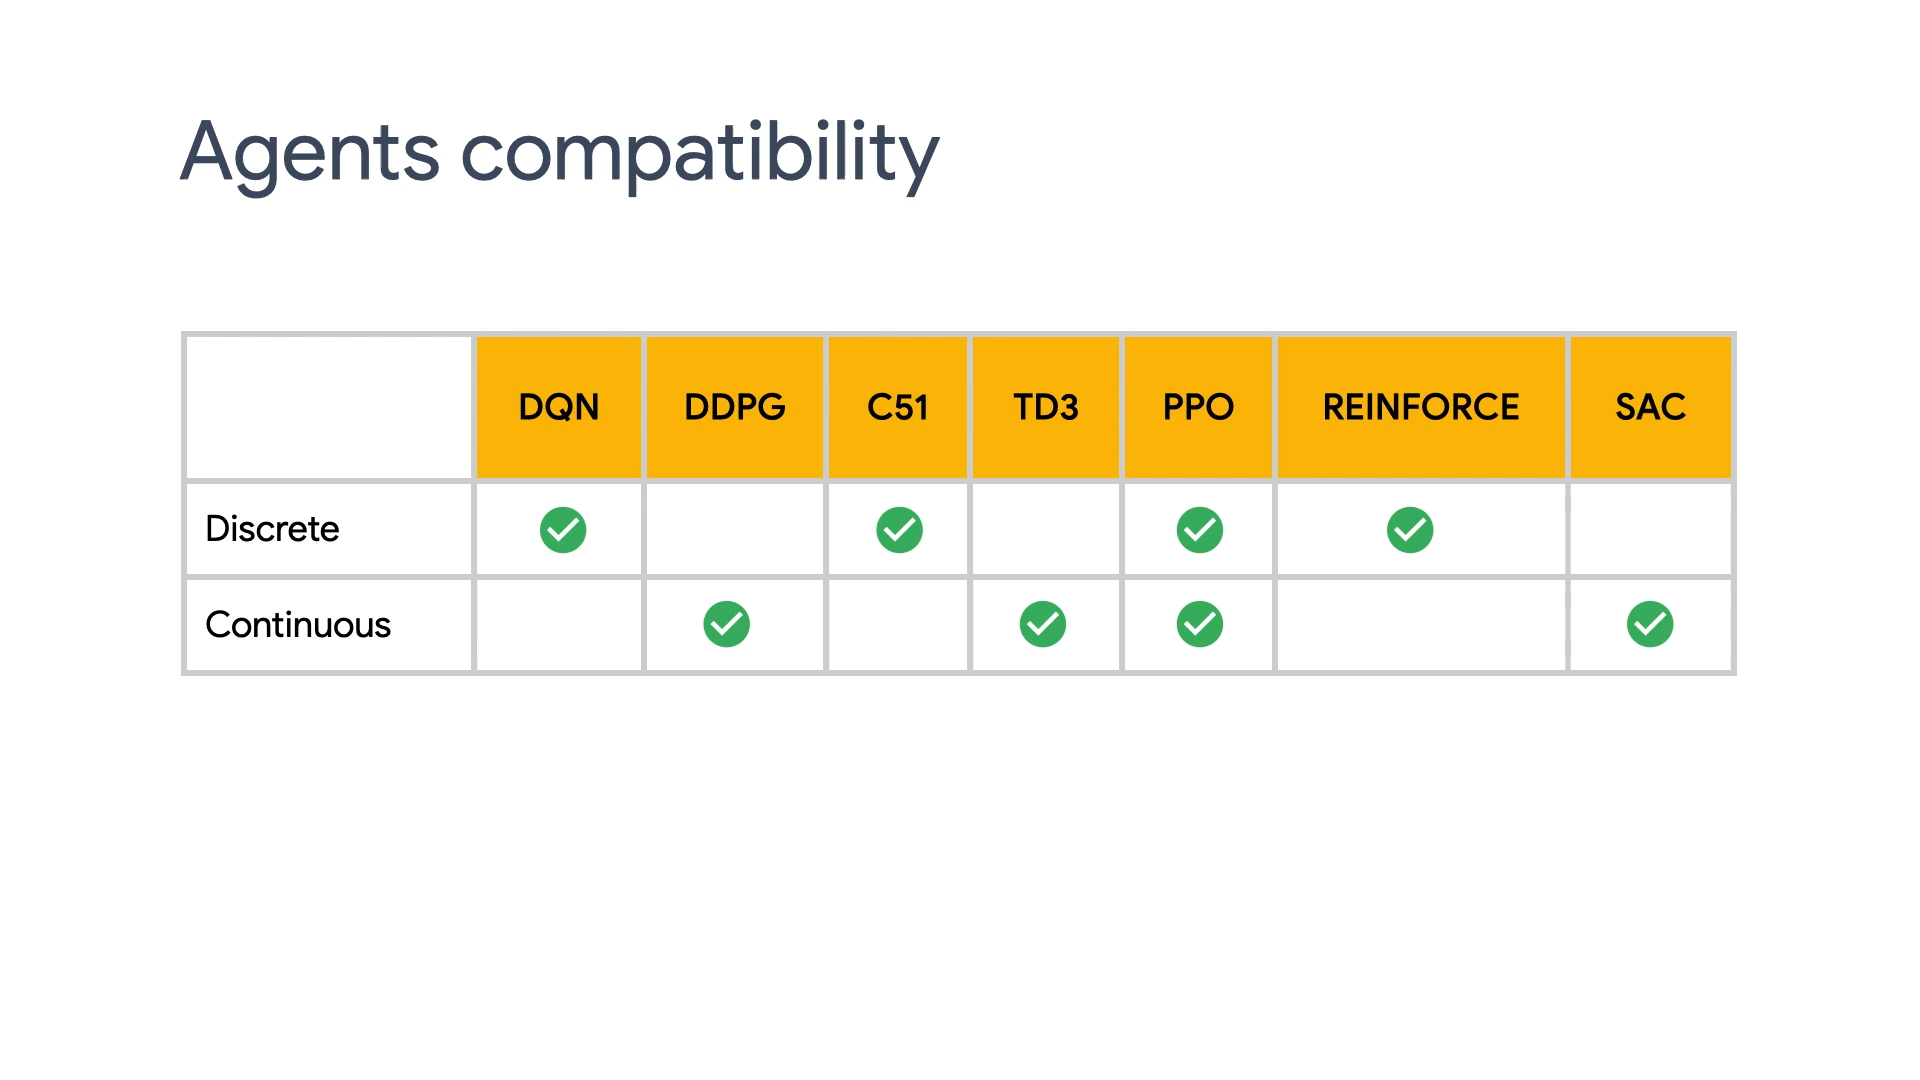 Agents compatibility
DQN DDPG C51 TD3 PPO REINFORCE SAC
Discrete
Continuous